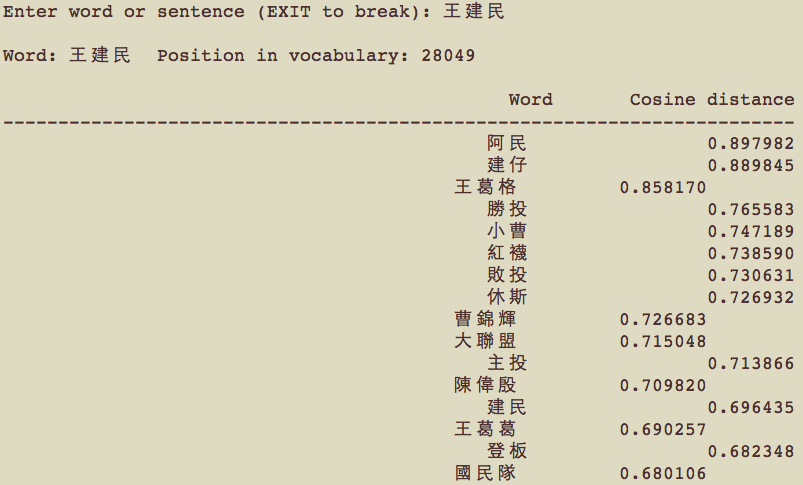 Enter word or sentence (EXIT to break): 王建民
Word: 王建民  Position in vocabulary: 28049
Word Cosine distance
------------------------------------------------------------------------
阿民 0.897982
建仔 0.889845
王葛格 0.858170
勝投 0.765583
小曹 0.747189
紅襪 0.738590
敗投 0.730631
休斯 0.726932
曹錦輝 0.726683
大聯盟 0.715048
主投 0.713866
陳偉殷 0.709820
建民 0.696435
王葛葛 0.690257
登板 0.682348
國民隊 0.680106